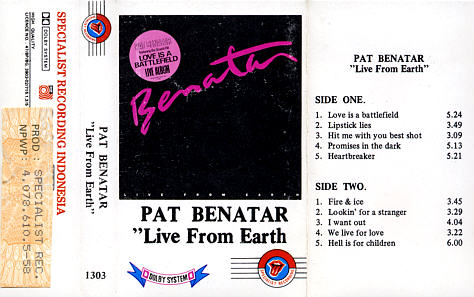 HIGH QUALITY
DOLBY SYSTEM
SPECIALIST RECORDING INDONESIA
PROD : SPECIALIST REC.
NPWP: 4.078.610.5-58
PAT BENATAR
"Live From Earth"
1303
PAT BENATAR
LOVE IS A
BATTLEFIELD
LIVE ALBUM
Benatar
LIVE FROM EARTH
PAT BENATAR
"Live From Earth
DOLBY SYSTEM
SPECIALIST RECORDING
PAT BENATAR
"Live From Earth"
SIDE ONE.
1. Love is a battlefield 5.24
2. Lipstick lies 3.49
3. Hit me with you best shot 3.09
4. Promises in the dark 5.13
5. Heartbreaker 5.21
SIDE TWO.
1. Fire & ice 3.45
2. Lookin' for a stranger 3.29
3. I want out 4.04
4. We live for love 3.22
5. Hell is for children 6.00